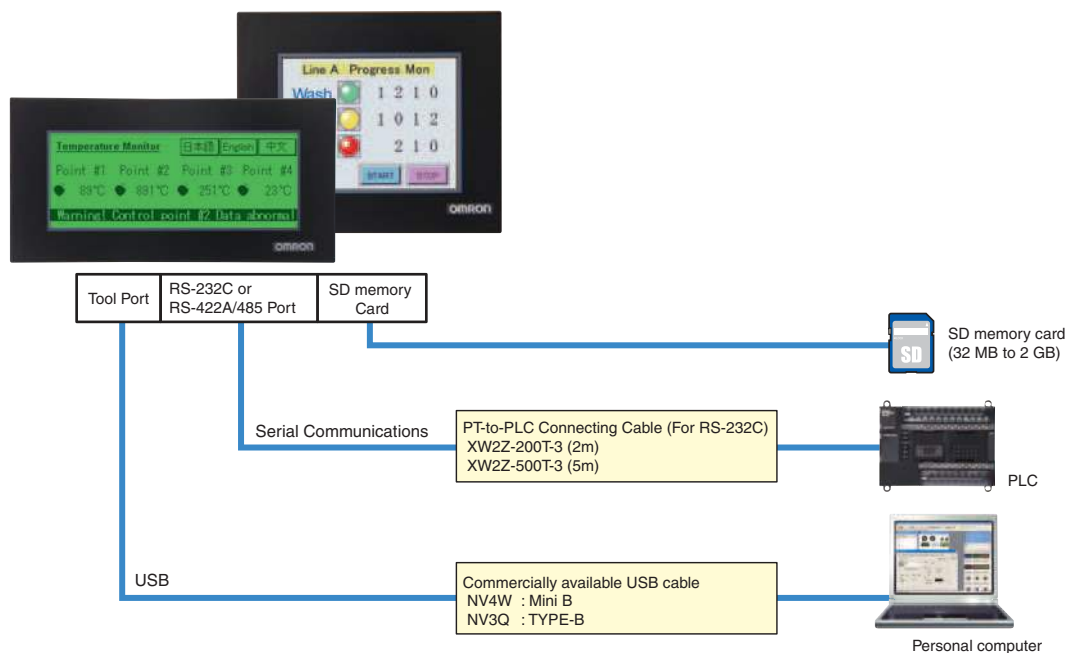 Line A Progress Mon
Wash 1 2 1 0
1 0 1 2
2 1 0
START STOP
OMRON
Temperature Monitor 日本語 English 中文
Point #1 Point #2 Point #3 Point #4
89°C 891°C 251°C 23°C
Warning! Control point #2 Data abnormal
OMRON
Tool Port
RS-232C or
RS-422A/485 Port
SD memory
Card
SD
SD memory card
(32 MB to 2 GB)
Serial Communications
PT-to-PLC Connecting Cable (For RS-232C)
XW2Z-200T-3 (2m)
XW2Z-500T-3 (5m)
PLC
USB
Commercially available USB cable
NV4W : Mini B
NV3Q : TYPE-B
Personal computer